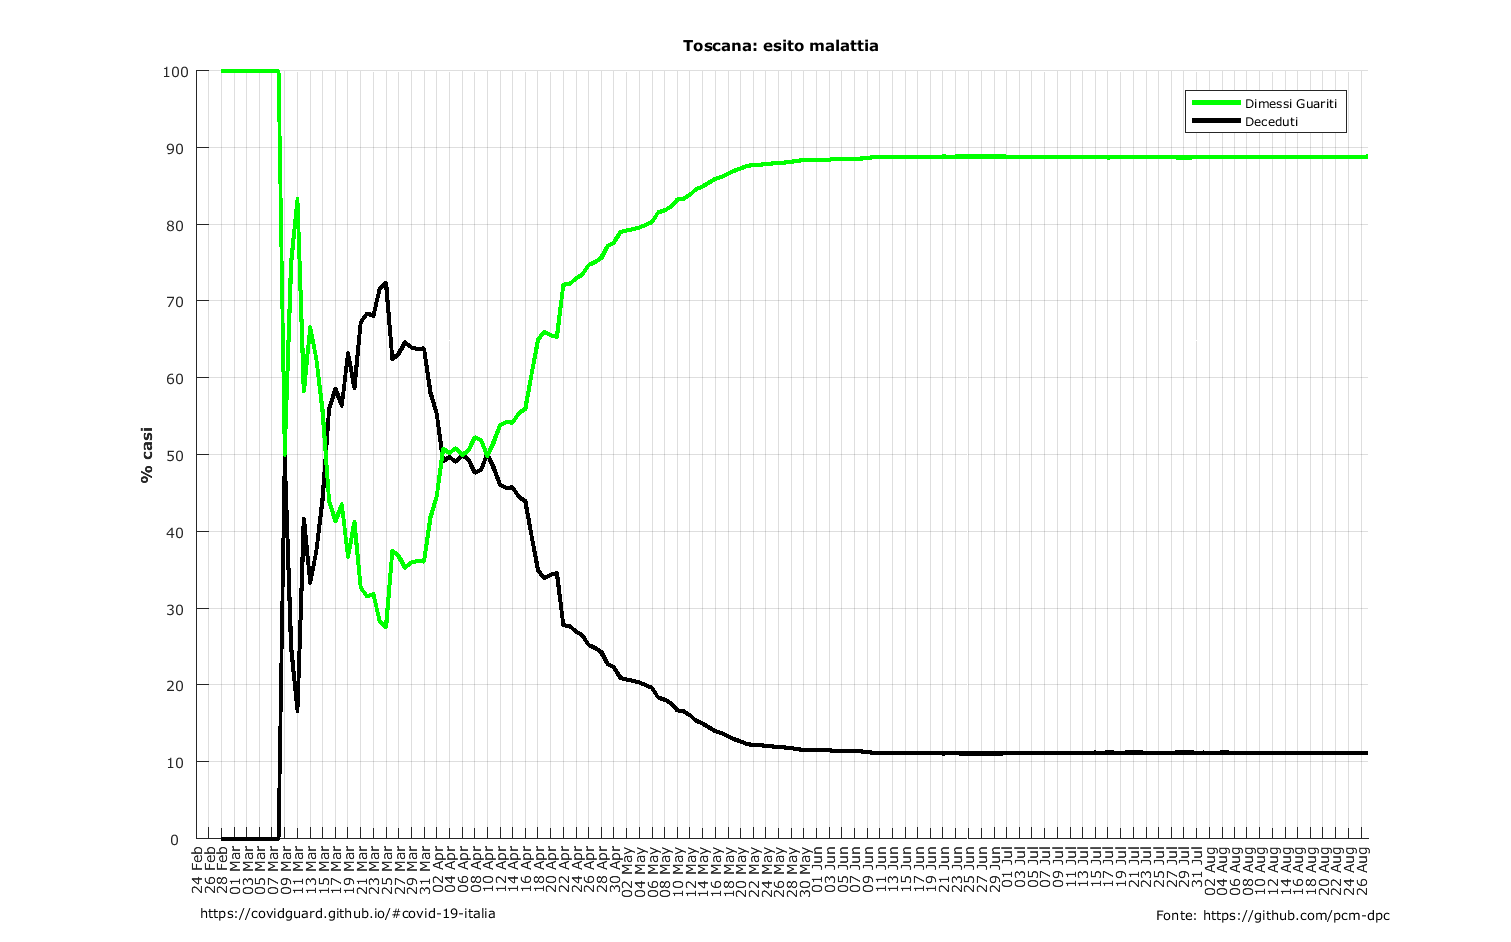 Toscana: esito malattia
100
90
80
70
60
50
40
30
20
10
0
% casi
Dimessi Guariti
Deceduti
24 Feb
26 Feb
28 Feb
01 Mar
03 Mar
05 Mar
07 Mar
09 Mar
11 Mar
13 Mar
15 Mar
17 Mar
19 Mar
21 Mar
23 Mar
25 Mar
27 Mar
29 Mar
31 Mar
02 Apr
04 Apr
06 Apr
08 Apr
10 Apr
12 Apr
14 Apr
16 Apr
18 Apr
20 Apr
22 Apr
24 Apr
26 Apr
28 Apr
30 Apr
02 May
04 May
06 May
08 May
10 May
12 May
14 May
16 May
18 May
20 May
22 May
24 May
26 May
28 May
30 May
01 Jun
03 Jun
05 Jun
07 Jun
09 Jun
11 Jun
13 Jun
15 Jun
17 Jun
19 Jun
21 Jun
23 Jun
25 Jun
27 Jun
29 Jun
01 Jul
03 Jul
05 Jul
07 Jul
09 Jul
11 Jul
13 Jul
15 Jul
17 Jul
19 Jul
21 Jul
23 Jul
25 Jul
27 Jul
29 Jul
31 Jul
02 Aug
04 Aug
06 Aug
08 Aug
10 Aug
12 Aug
14 Aug
16 Aug
18 Aug
20 Aug
22 Aug
24 Aug
26 Aug
https://covidguard.github.io/#covid-19-italia
Fonte: https://github.com/pcm-dpc